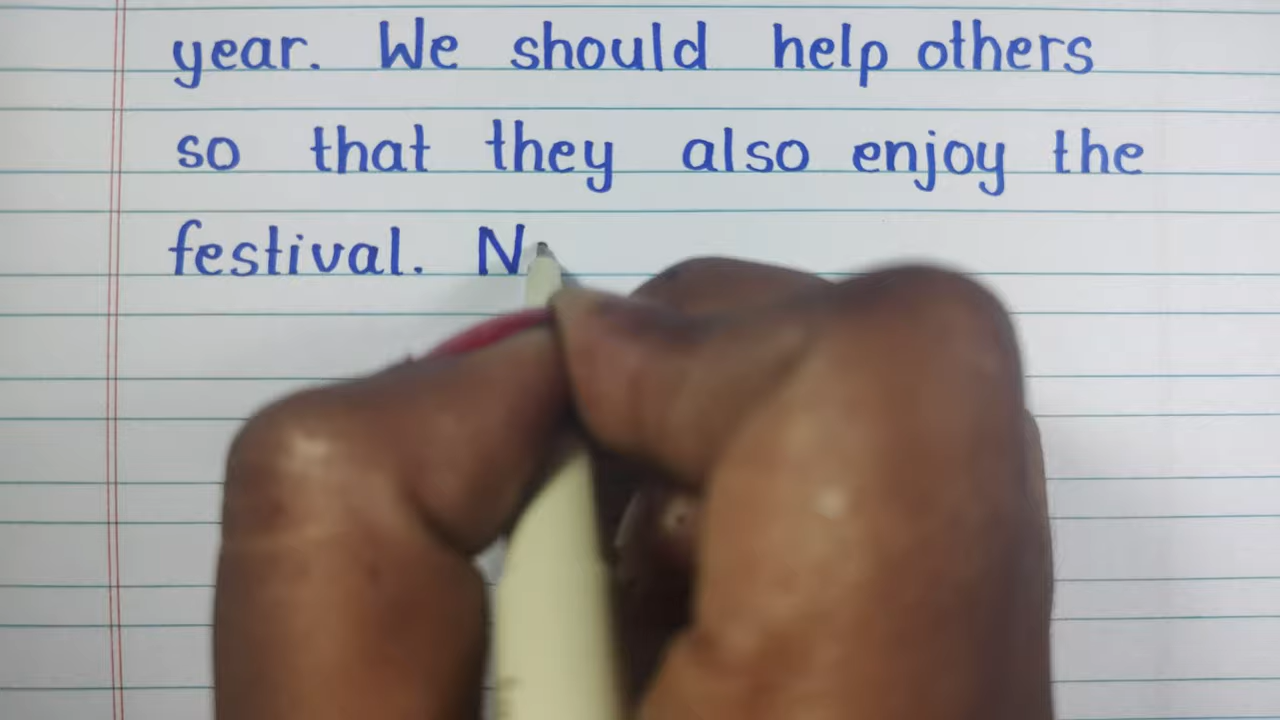 year. We should help others
so that they also enjoy the
festival. N